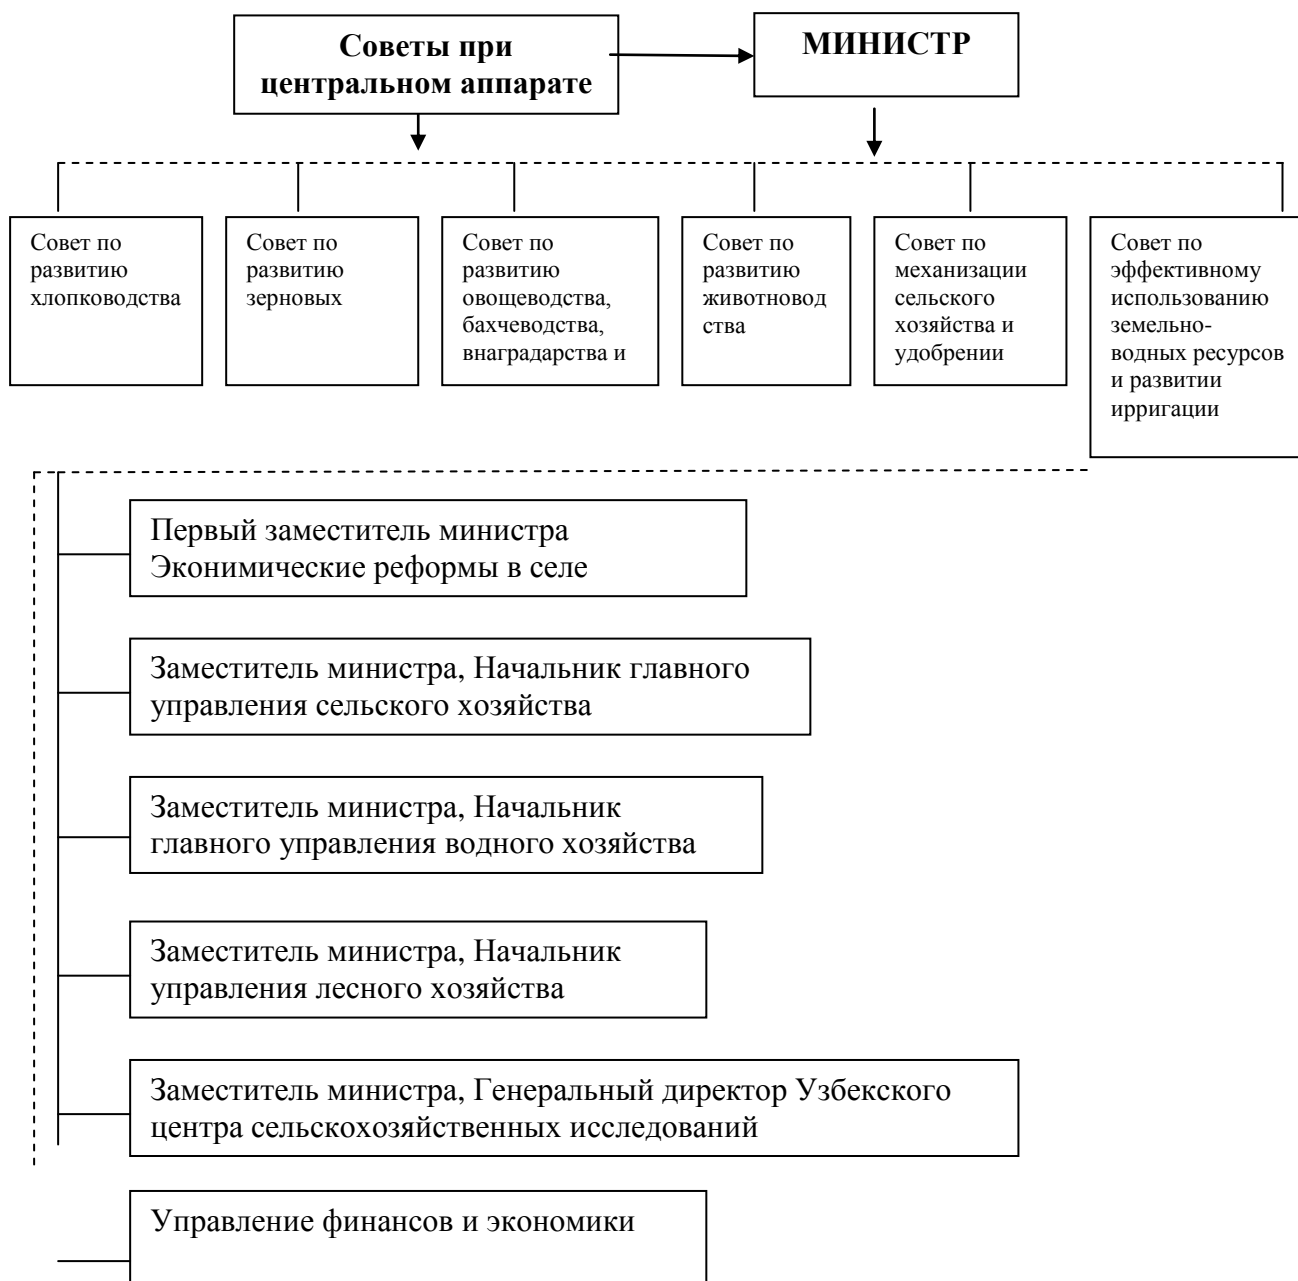 Советы при
центральном аппарате
МИНИСТР
Совет по
развитию
хлопководства
Совет по
развитию
зерновых
Совет по
развитию
овощеводства,
бахчеводства,
внаградарства и
Совет по
развитию
животновод
ства
Совет по
механизации
сельского
хозяйства и
удобрении
Совет по
эффективному
использованию
земельно-
водных ресурсов
и развитии
ирригации
Первый заместитель министра
Эконимические реформы в селе
Заместитель министра, Начальник главного
управления сельского хозяйства
Заместитель министра, Начальник
главного управления водного хозяйства
Заместитель министра, Начальник
управления лесного хозяйства
Заместитель министра, Генеральный директор Узбекского
центра сельскохозяйственных исследований
Управление финансов и экономики